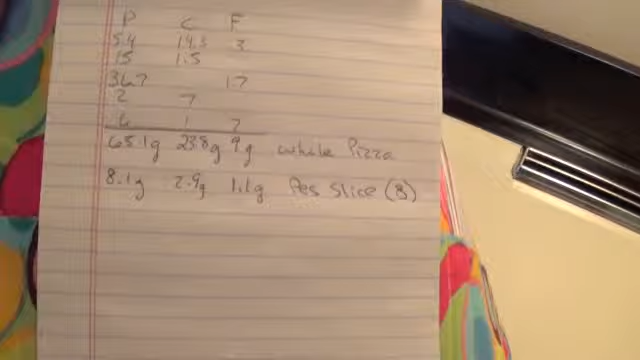 P C F
5.4 14.3 3
15 1.5
36.7 1.7
2 7
6 1 7
65.1g 23.8g 9g whole Pizza
8.1g 2.9g 1.1g Per Slice (8)